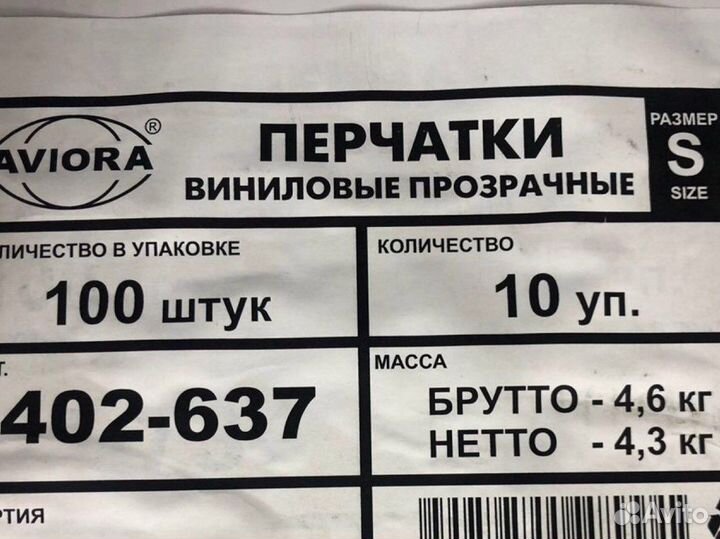 AVIORA ®
ПЕРЧАТКИ
ВИНИЛОВЫЕ ПРОЗРАЧНЫЕ
РАЗМЕР
S
SIZE
ЛИЧЕСТВО В УПАКОВКЕ
100 ШТУК
КОЛИЧЕСТВО
10 уп.
Т.
402-637
МАССА
БРУТТО - 4,6 кг
НЕТТО - 4,3 кг
РТИЯ
Avito